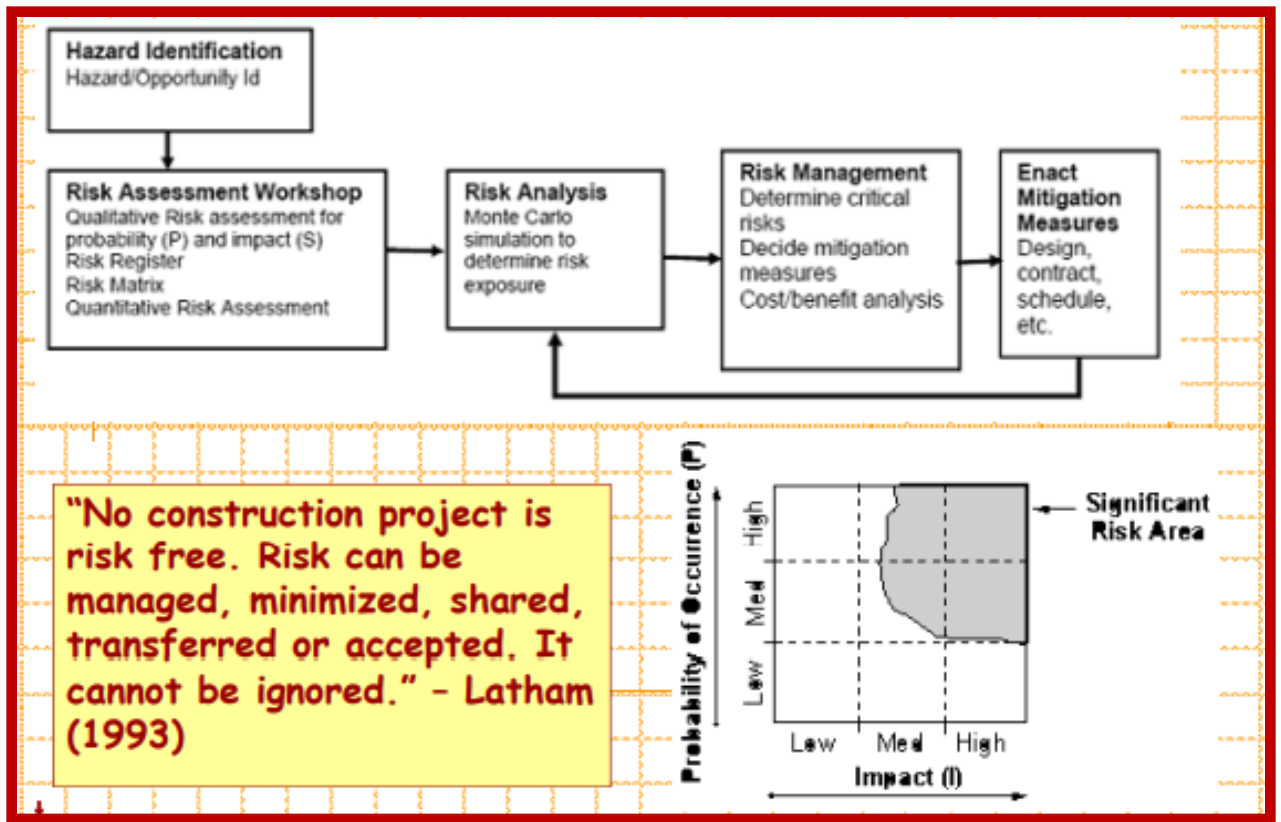 Hazard Identification
Hazard/Opportunity Id
Risk Assessment Workshop
Qualitative Risk assessment for
probability (P) and impact (S)
Risk Register
Risk Matrix
Quantitative Risk Assessment
Risk Analysis
Monte Carlo
simulation to
determine risk
exposure
Risk Management
Determine critical
risks
Decide mitigation
measures
Cost/benefit analysis
Enact
Mitigation
Measures
Design,
contract,
schedule,
etc.
“No construction project is
risk free. Risk can be
managed, minimized, shared,
transferred or accepted. It
cannot be ignored.” – Latham
(1993)
Probability of Occurrence (P)
High
Med
Low
Low Med High
Impact (I)
Significant
Risk Area